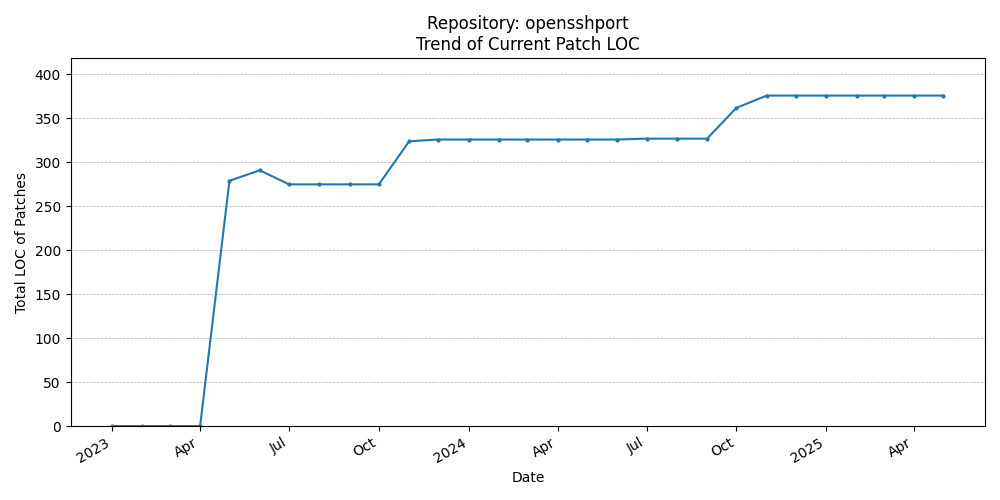 Repository: opensshport
Trend of Current Patch LOC
Total LOC of Patches
400
350
300
250
200
150
100
50
0
2023
Apr
Jul
Oct
2024
Apr
Jul
Oct
2025
Apr
Date